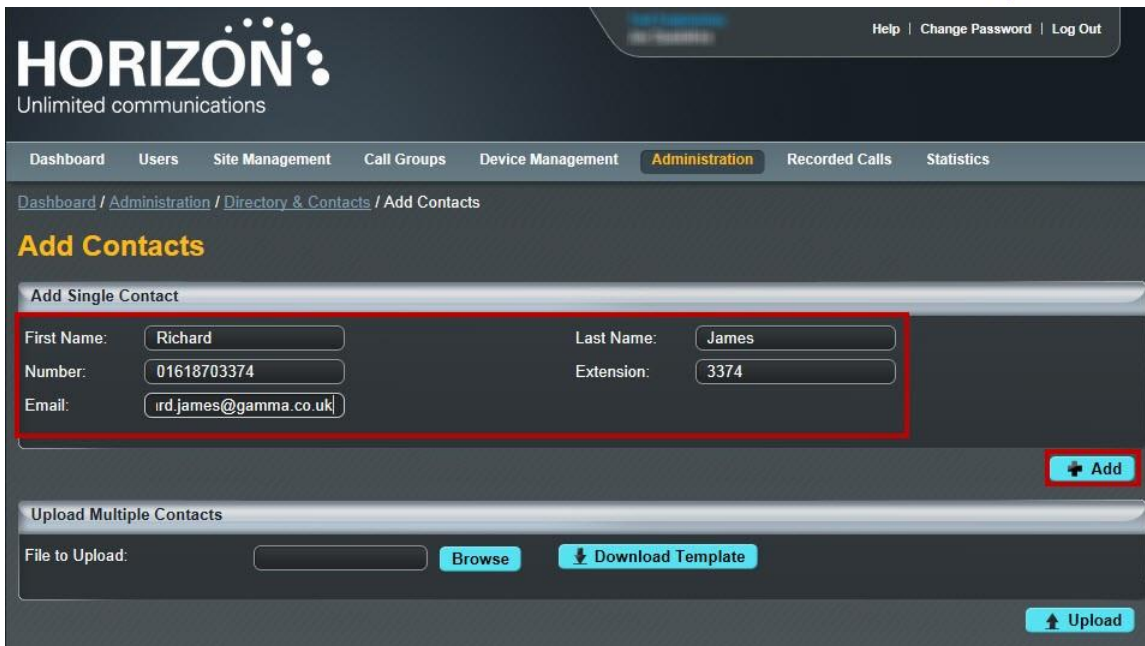 Help | Change Password | Log Out
HORIZON
Unlimited communications
Dashboard Users Site Management Call Groups Device Management Administration Recorded Calls Statistics
Dashboard / Administration / Directory & Contacts / Add Contacts
Add Contacts
Add Single Contact
First Name: Richard Last Name: James
Number: 01618703374 Extension: 3374
Email: rd.james@gamma.co.uk
Add
Upload Multiple Contacts
File to Upload: Browse Download Template
Upload